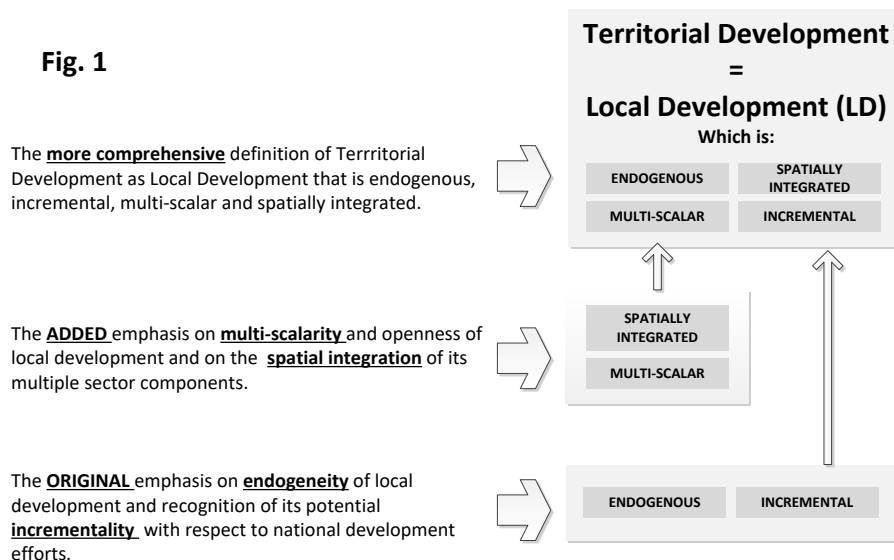 Fig. 1
Territorial Development
=
Local Development (LD)
Which is:
The more comprehensive definition of Terrritorial
Development as Local Development that is endogenous,
incremental, multi-scalar and spatially integrated.
ENDOGENOUS
SPATIALLY
INTEGRATED
MULTI-SCALAR
INCREMENTAL
The ADDED emphasis on multi-scalarity and openness of
local development and on the spatial integration of its
multiple sector components.
SPATIALLY
INTEGRATED
MULTI-SCALAR
The ORIGINAL emphasis on endogeneity of local
development and recognition of its potential
incrementality with respect to national development
efforts.
ENDOGENOUS
INCREMENTAL